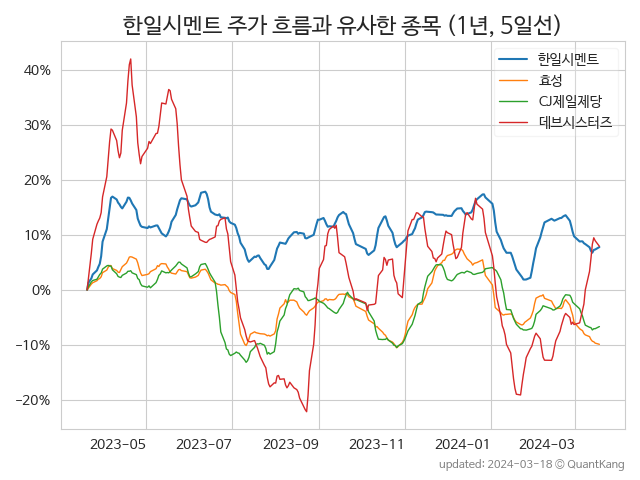 한일시멘트 주가 흐름과 유사한 종목 (1년, 5일선)
한일시멘트
효성
CJ제일제당
데브시스터즈
40%
30%
20%
10%
0%
−10%
−20%
2023-05 2023-07 2023-09 2023-11 2024-01 2024-03
updated: 2024-03-18 © QuantKang